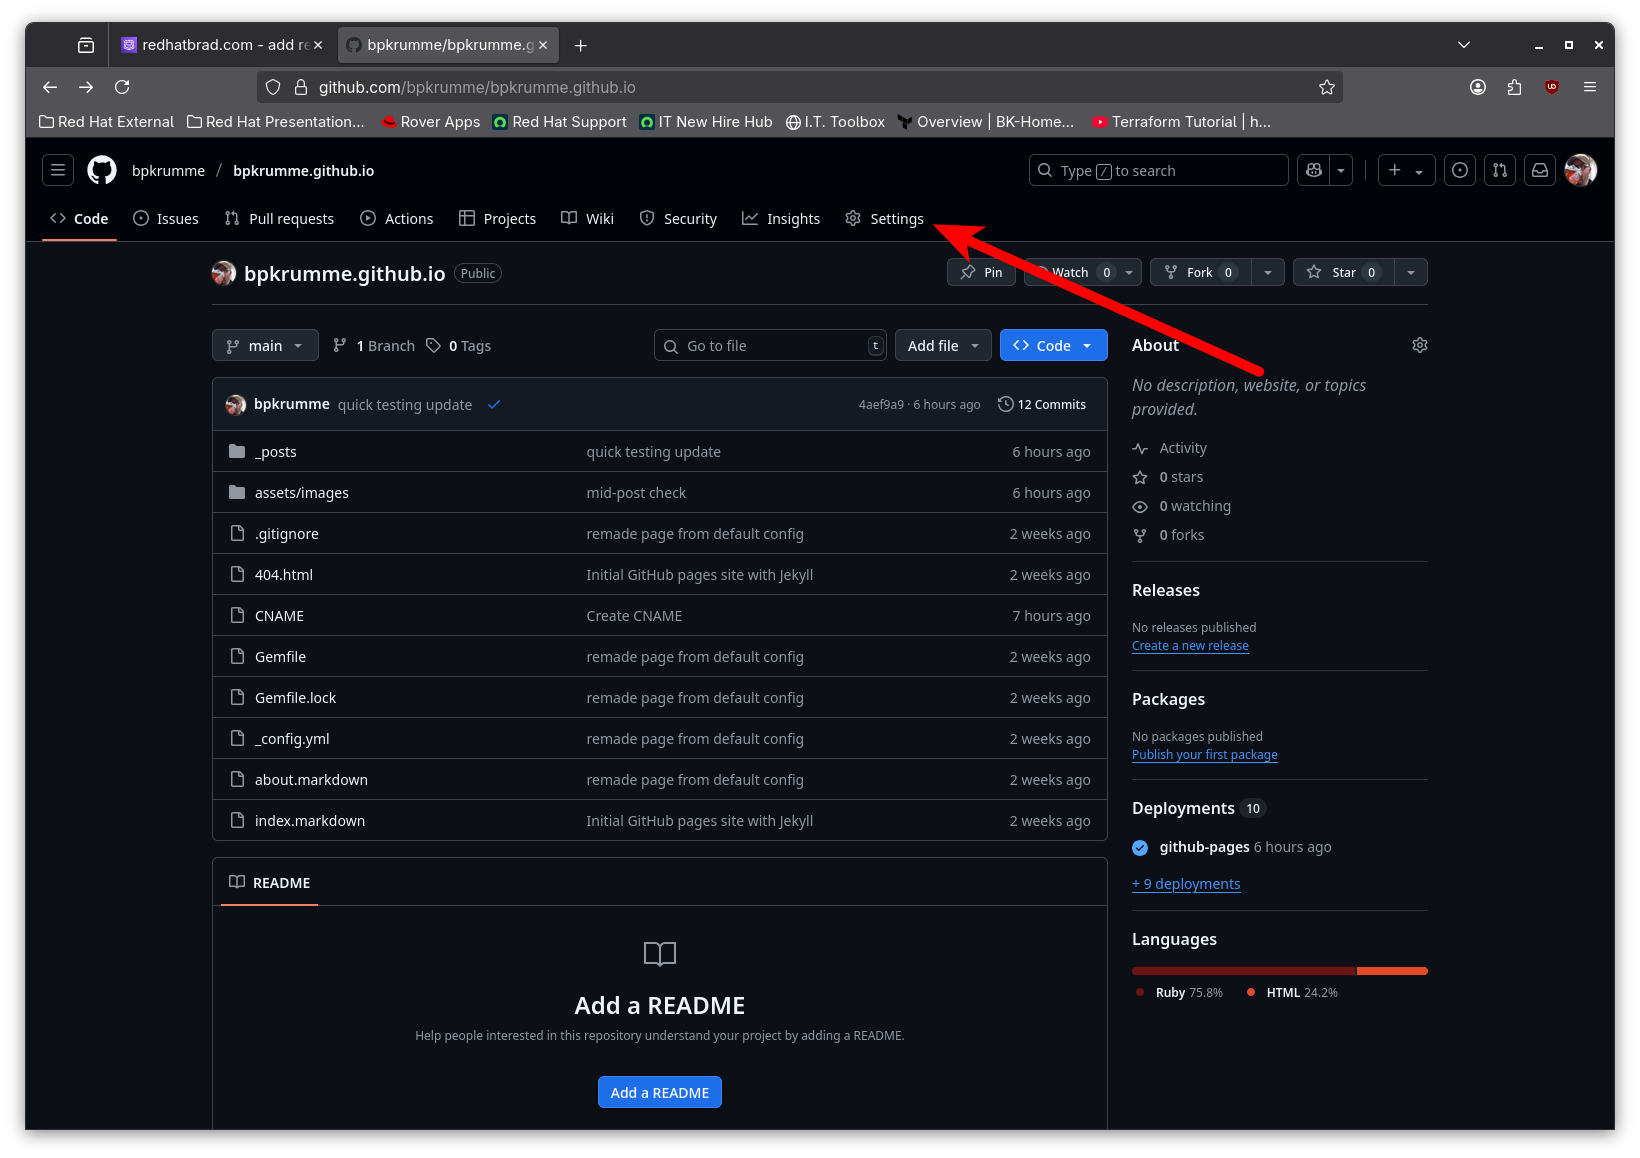 redhatbrad.com - add re
bpkrumme/bpkrumme.g
github.com/bpkrumme/bpkrumme.github.io
Red Hat External Red Hat Presentation... Rover Apps Red Hat Support IT New Hire Hub I.T. Toolbox Overview | BK-Home... Terraform Tutorial | h...
bpkrumme / bpkrumme.github.io
Type / to search
Code Issues Pull requests Actions Projects Wiki Security Insights Settings
bpkrumme.github.io Public
Pin Watch 0 Fork 0 Star 0
main 1 Branch 0 Tags
Go to file t
Add file Code
About
No description, website, or topics
provided.
bpkrumme quick testing update 4aef9a9 · 6 hours ago 12 Commits
_posts quick testing update 6 hours ago
assets/images mid-post check 6 hours ago
.gitignore remade page from default config 2 weeks ago
404.html Initial GitHub pages site with Jekyll 2 weeks ago
CNAME Create CNAME 7 hours ago
Gemfile remade page from default config 2 weeks ago
Gemfile.lock remade page from default config 2 weeks ago
_config.yml remade page from default config 2 weeks ago
about.markdown remade page from default config 2 weeks ago
index.markdown Initial GitHub pages site with Jekyll 2 weeks ago
Activity
0 stars
0 watching
0 forks
Releases
No releases published
Create a new release
Packages
No packages published
Publish your first package
Deployments 10
github-pages 6 hours ago
+ 9 deployments
Languages
Ruby 75.8% HTML 24.2%
README
Add a README
Help people interested in this repository understand your project by adding a README.
Add a README